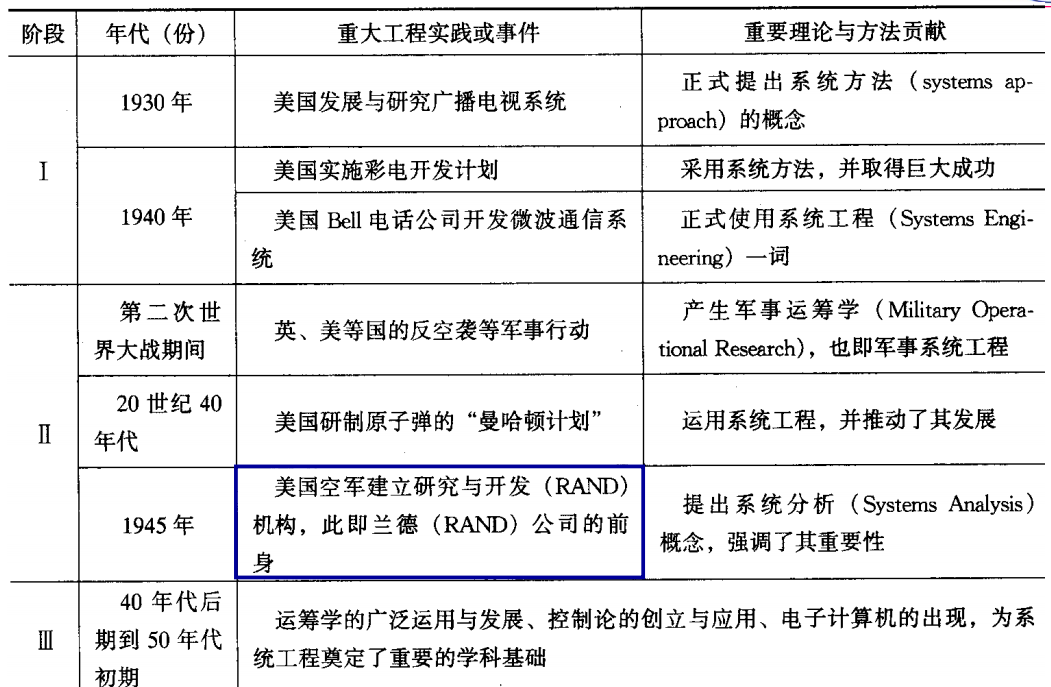 阶段 年代（份） 重大工程实践或事件 重要理论与方法贡献
Ⅰ
1930 年
美国发展与研究广播电视系统
正式提出系统方法（systems ap-
proach）的概念
1940 年
美国实施彩电开发计划
采用系统方法，并取得巨大成功
美国 Bell 电话公司开发微波通信系
统
正式使用系统工程（Systems Engi-
neering）一词
Ⅱ
第二次世
界大战期间
英、美等国的反空袭等军事行动
产生军事运筹学（Military Opera-
tional Research），也即军事系统工程
20 世纪 40
年代
美国研制原子弹的“曼哈顿计划”
运用系统工程，并推动了其发展
1945 年
美国空军建立研究与开发（RAND）
机构，此即兰德（RAND）公司的前
身
提出系统分析（Systems Analysis）
概念，强调了其重要性
Ⅲ
40 年代后
期到 50 年代
初期
运筹学的广泛运用与发展、控制论的创立与应用、电子计算机的出现，为系
统工程奠定了重要的学科基础